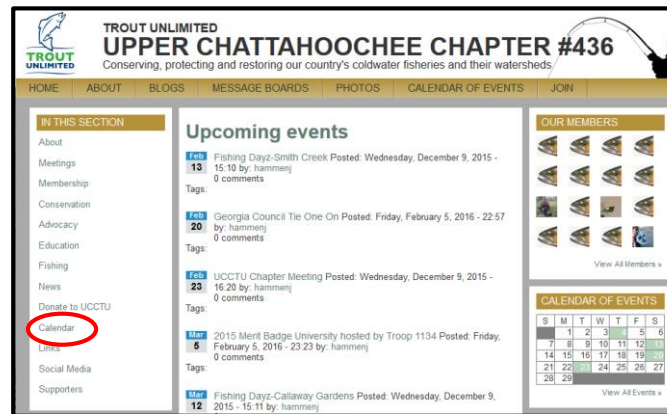 TROUT
UNLIMITED
TROUT UNLIMITED
UPPER CHATTAHOOCHEE CHAPTER #436
Conserving, protecting and restoring our country's coldwater fisheries and their watersheds
HOME ABOUT BLOGS MESSAGE BOARDS PHOTOS CALENDAR OF EVENTS JOIN
IN THIS SECTION
About
Meetings
Membership
Conservation
Advocacy
Education
Fishing
News
Donate to UCCTU
Calendar
Links
Social Media
Supporters
Upcoming events
Feb
13
Fishing Dayz-Smith Creek Posted: Wednesday, December 9, 2015 -
15:10 by: hammenj
0 comments
Tags:
Feb
20
Georgia Council Tie One On Posted: Friday, February 5, 2016 - 22:57
by: hammenj
0 comments
Tags:
Feb
23
UCCTU Chapter Meeting Posted: Wednesday, December 9, 2015 -
16:20 by: hammenj
0 comments
Tags:
Mar
5
2015 Merit Badge University hosted by Troop 1134 Posted: Friday,
February 5, 2016 - 23:23 by: hammenj
0 comments
Tags:
Mar
12
Fishing Dayz-Callaway Gardens Posted: Wednesday, December 9,
2015 - 15:11 by: hammenj
OUR MEMBERS
View All Members »
CALENDAR OF EVENTS
S M T W T F S
1 2 3 4 5 6
7 8 9 10 11 12 13
14 15 16 17 18 19 20
21 22 23 24 25 26 27
28 29
View All Events »